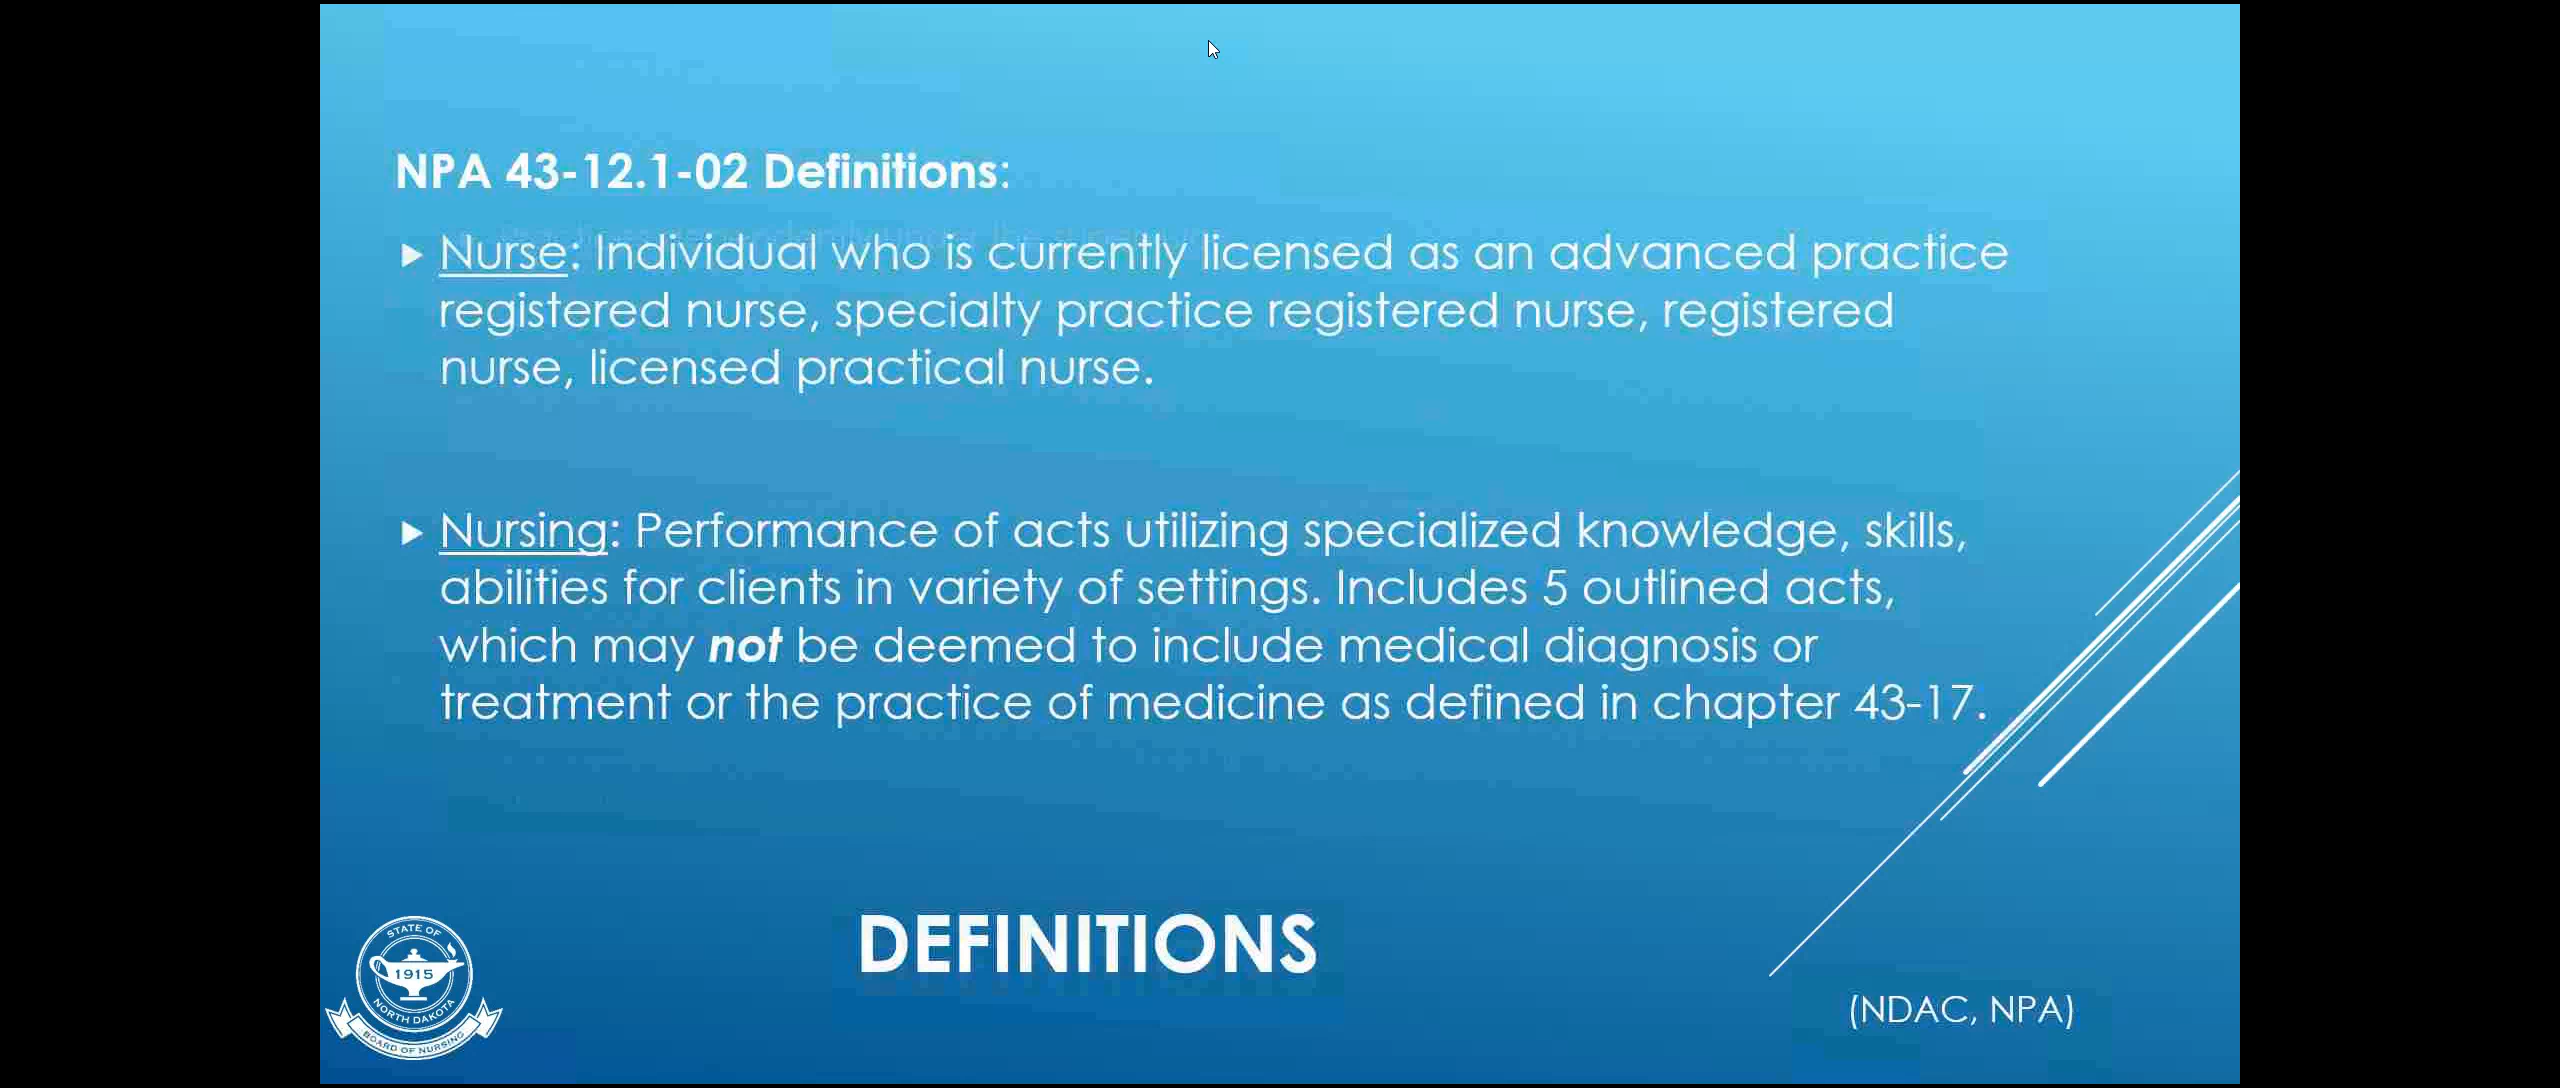 NPA 43-12.1-02 Definitions:
Nurse: Individual who is currently licensed as an advanced practice
registered nurse, specialty practice registered nurse, registered
nurse, licensed practical nurse.
Nursing: Performance of acts utilizing specialized knowledge, skills,
abilities for clients in variety of settings. Includes 5 outlined acts,
which may not be deemed to include medical diagnosis or
treatment or the practice of medicine as defined in chapter 43-17.
DEFINITIONS
STATE OF
1915
NORTH DAKOTA
BOARD OF NURSING
(NDAC, NPA)